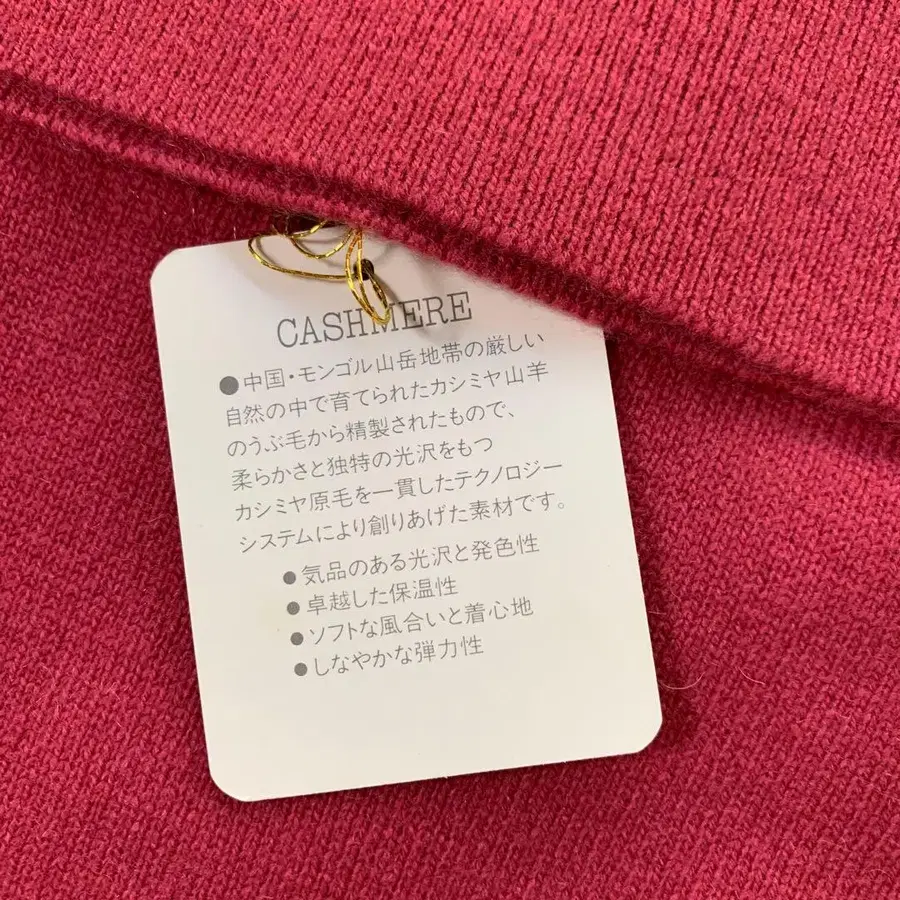 CASHMERE
●中国・モンゴル山岳地帯の厳しい
自然の中で育てられたカシミヤ山羊
のうぶ毛から精製されたもので、
柔らかさと独特の光沢をもつ
カシミヤ原毛を一貫したテクノロジー
システムにより創りあげた素材です。
●気品のある光沢と発色性
●卓越した保温性
●ソフトな風合いと着心地
●しなやかな弾力性